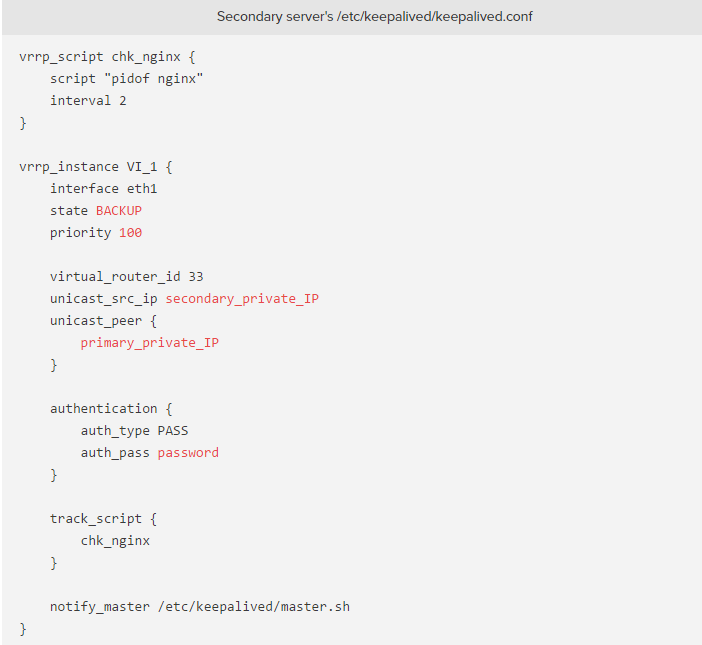 Secondary server's /etc/keepalived/keepalived.conf
vrrp_script chk_nginx {
    script "pidof nginx"
    interval 2
}

vrrp_instance VI_1 {
    interface eth1
    state BACKUP
    priority 100

    virtual_router_id 33
    unicast_src_ip secondary_private_IP
    unicast_peer {
        primary_private_IP
    }

    authentication {
        auth_type PASS
        auth_pass password
    }

    track_script {
        chk_nginx
    }

    notify_master /etc/keepalived/master.sh
}